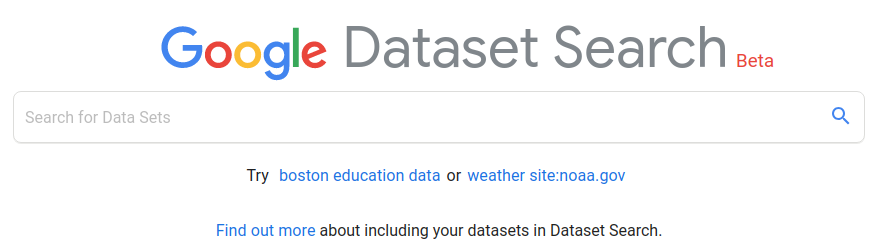 Google Dataset Search Beta
Search for Data Sets
Try boston education data or weather site:noaa.gov
Find out more about including your datasets in Dataset Search.